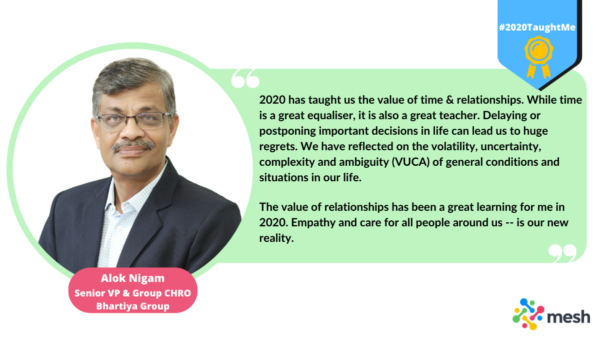 #2020TaughtMe
2020 has taught us the value of time & relationships. While time
is a great equaliser, it is also a great teacher. Delaying or
postponing important decisions in life can lead us to huge
regrets. We have reflected on the volatility, uncertainty,
complexity and ambiguity (VUCA) of general conditions and
situations in our life.
The value of relationships has been a great learning for me in
2020. Empathy and care for all people around us -- is our new
reality.
Alok Nigam
Senior VP & Group CHRO
Bhartiya Group
mesh